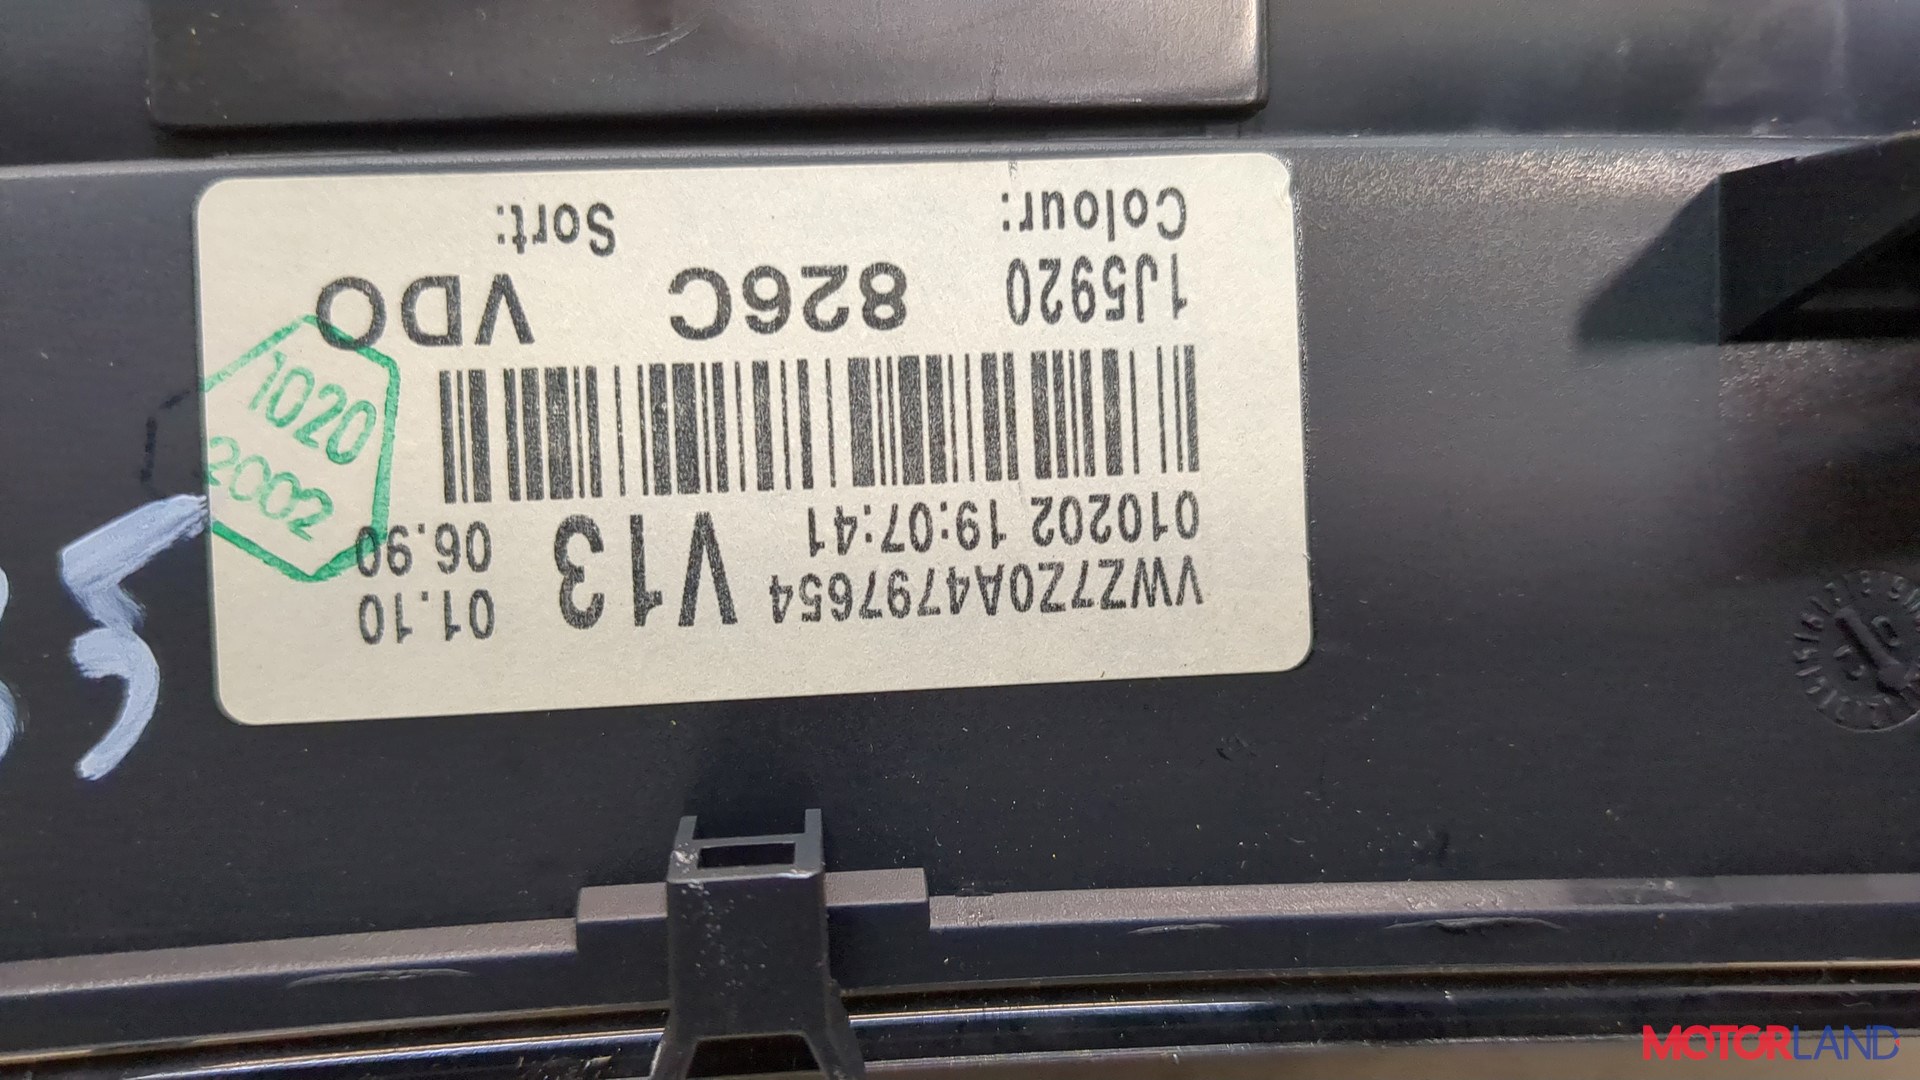 VWZ7Z0A4797654 V13 01.10
010202 19:07:41 06.90
1J5920 826C VDO
Colour: Sort:
1020
2002
MOTORLAND